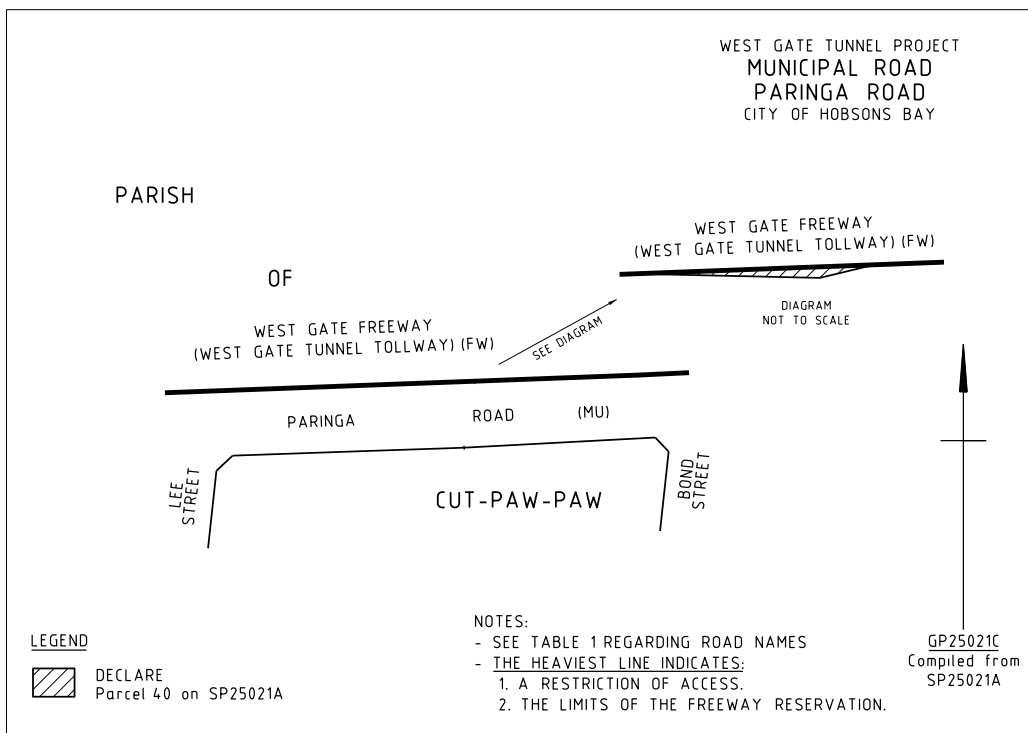 WEST GATE TUNNEL PROJECT
MUNICIPAL ROAD
PARINGA ROAD
CITY OF HOBSONS BAY
PARISH
OF
WEST GATE FREEWAY
(WEST GATE TUNNEL TOLLWAY) (FW)
DIAGRAM
NOT TO SCALE
WEST GATE FREEWAY
(WEST GATE TUNNEL TOLLWAY) (FW)
SEE DIAGRAM
PARINGA ROAD (MU)
LEE
STREET
CUT-PAW-PAW
BOND
STREET
LEGEND
DECLARE
Parcel 40 on SP25021A
NOTES:
- SEE TABLE 1 REGARDING ROAD NAMES
- THE HEAVIEST LINE INDICATES:
1. A RESTRICTION OF ACCESS.
2. THE LIMITS OF THE FREEWAY RESERVATION.
GP25021C
Compiled from
SP25021A